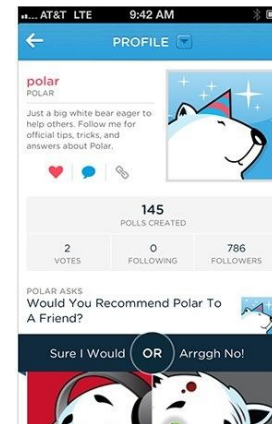 AT&T LTE 9:42 AM
PROFILE
polar
POLAR
Just a big white bear eager to
help others. Follow me for
official tips, tricks, and
answers about Polar.
145
POLLS CREATED
2 0 786
VOTES FOLLOWING FOLLOWERS
POLAR ASKS
Would You Recommend Polar To
A Friend?
Sure I Would OR Arrggh No!